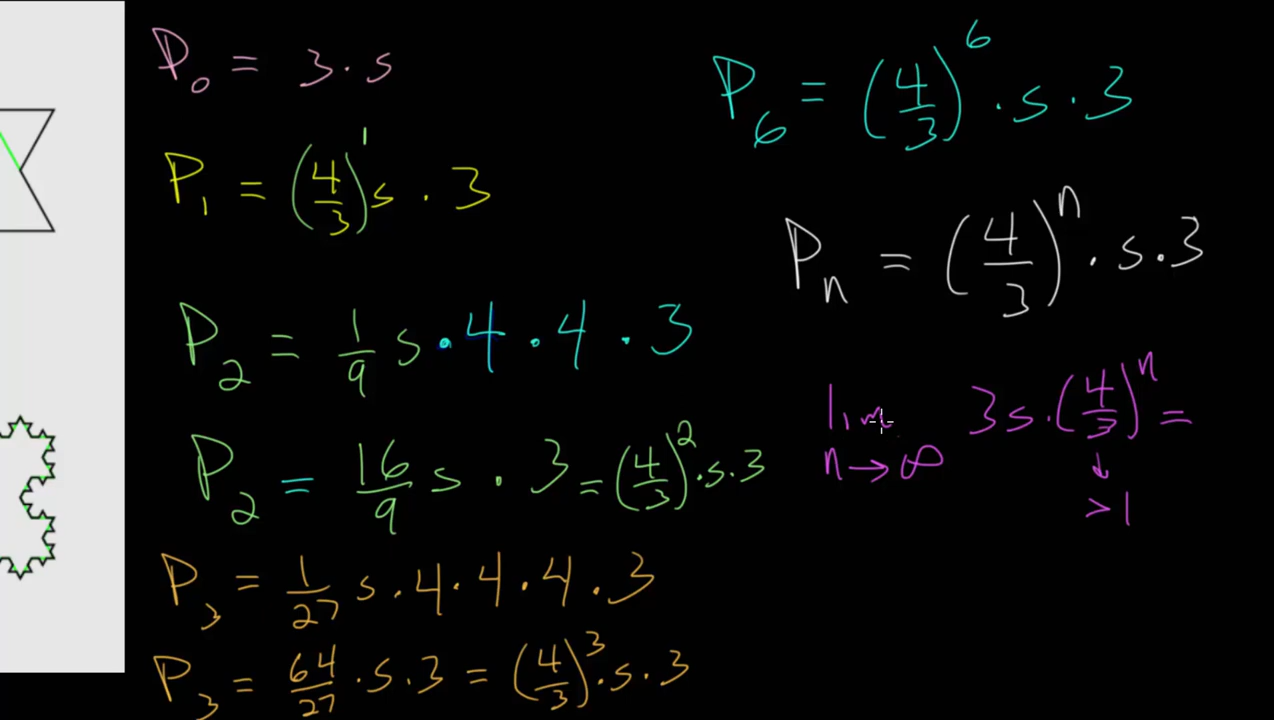 P₀ = 3 · s
P₁ = (4/3)¹ s · 3
P₂ = 1/9 s · 4 · 4 · 3
P₂ = 16/9 s · 3 = (4/3)² · s · 3
P₃ = 1/27 s · 4 · 4 · 4 · 3
P₃ = 64/27 · s · 3 = (4/3)³ · s · 3
P₆ = (4/3)⁶ · s · 3
Pₙ = (4/3)ⁿ · s · 3
lim n→∞ 3s · (4/3)ⁿ =
↓
>1